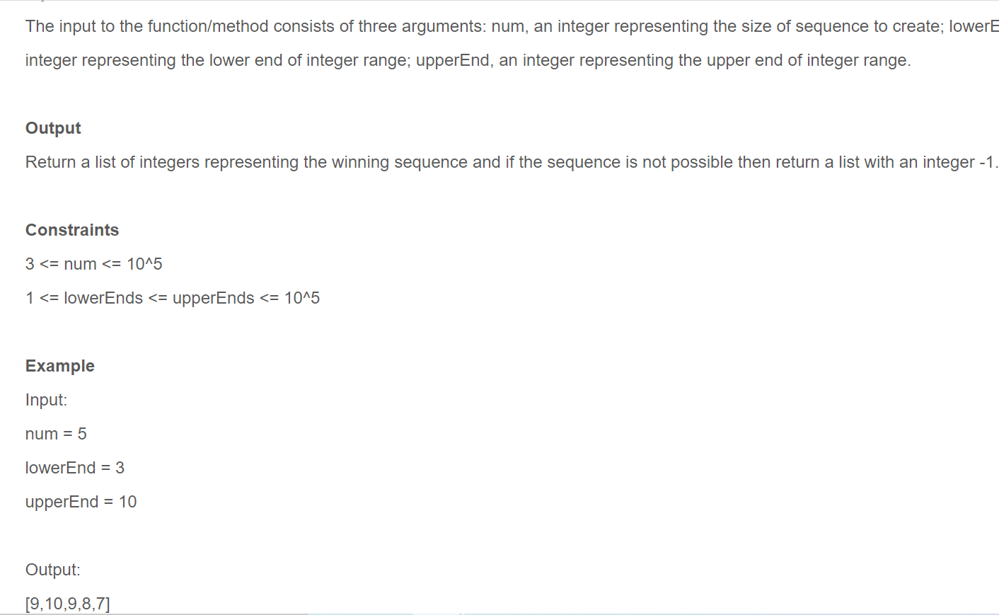 The input to the function/method consists of three arguments: num, an integer representing the size of sequence to create; lowerE
integer representing the lower end of integer range; upperEnd, an integer representing the upper end of integer range.
Output
Return a list of integers representing the winning sequence and if the sequence is not possible then return a list with an integer -1.
Constraints
3 <= num <= 10^5
1 <= lowerEnds <= upperEnds <= 10^5
Example
Input:
num = 5
lowerEnd = 3
upperEnd = 10
Output:
[9,10,9,8,7]